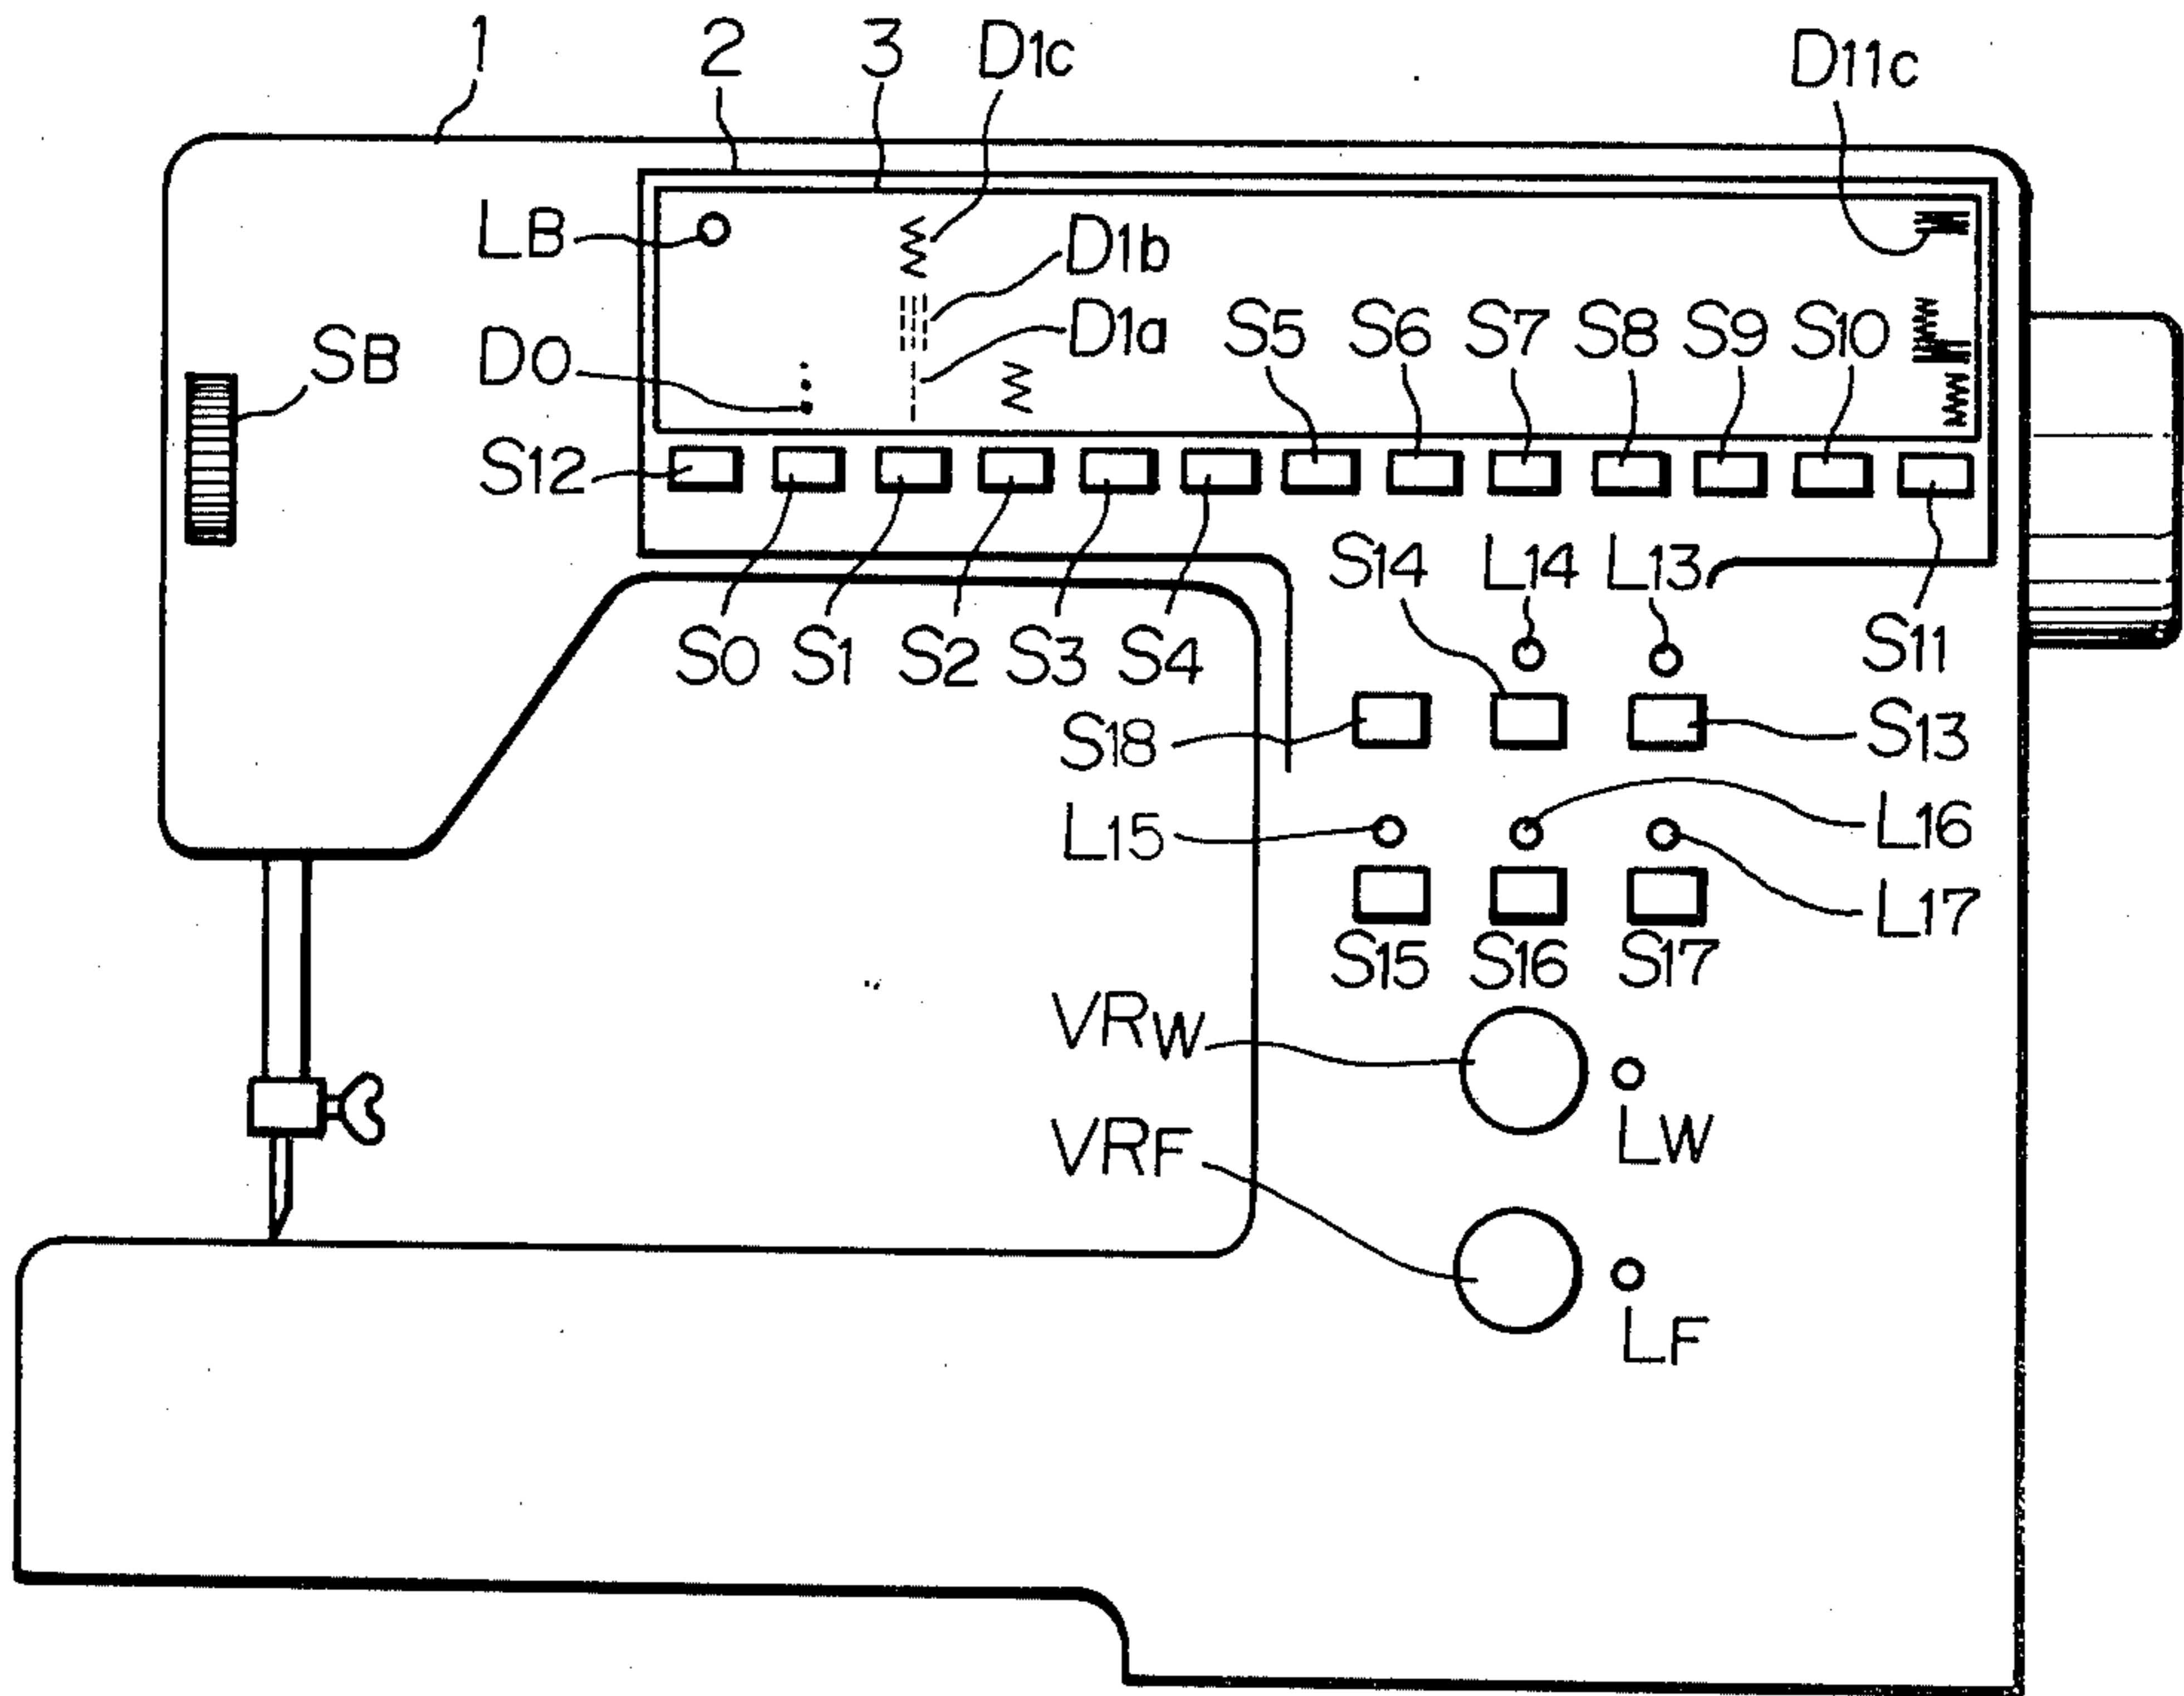 1 2 3 D1c D11c
LB D1b
SB D0 D1a S5 S6 S7 S8 S9 S10
S12
S14 L14 L13
S0 S1 S2 S3 S4 S11
S18 S13
L15 L16
L17
S15 S16 S17
VRW
LW
VRF
LF